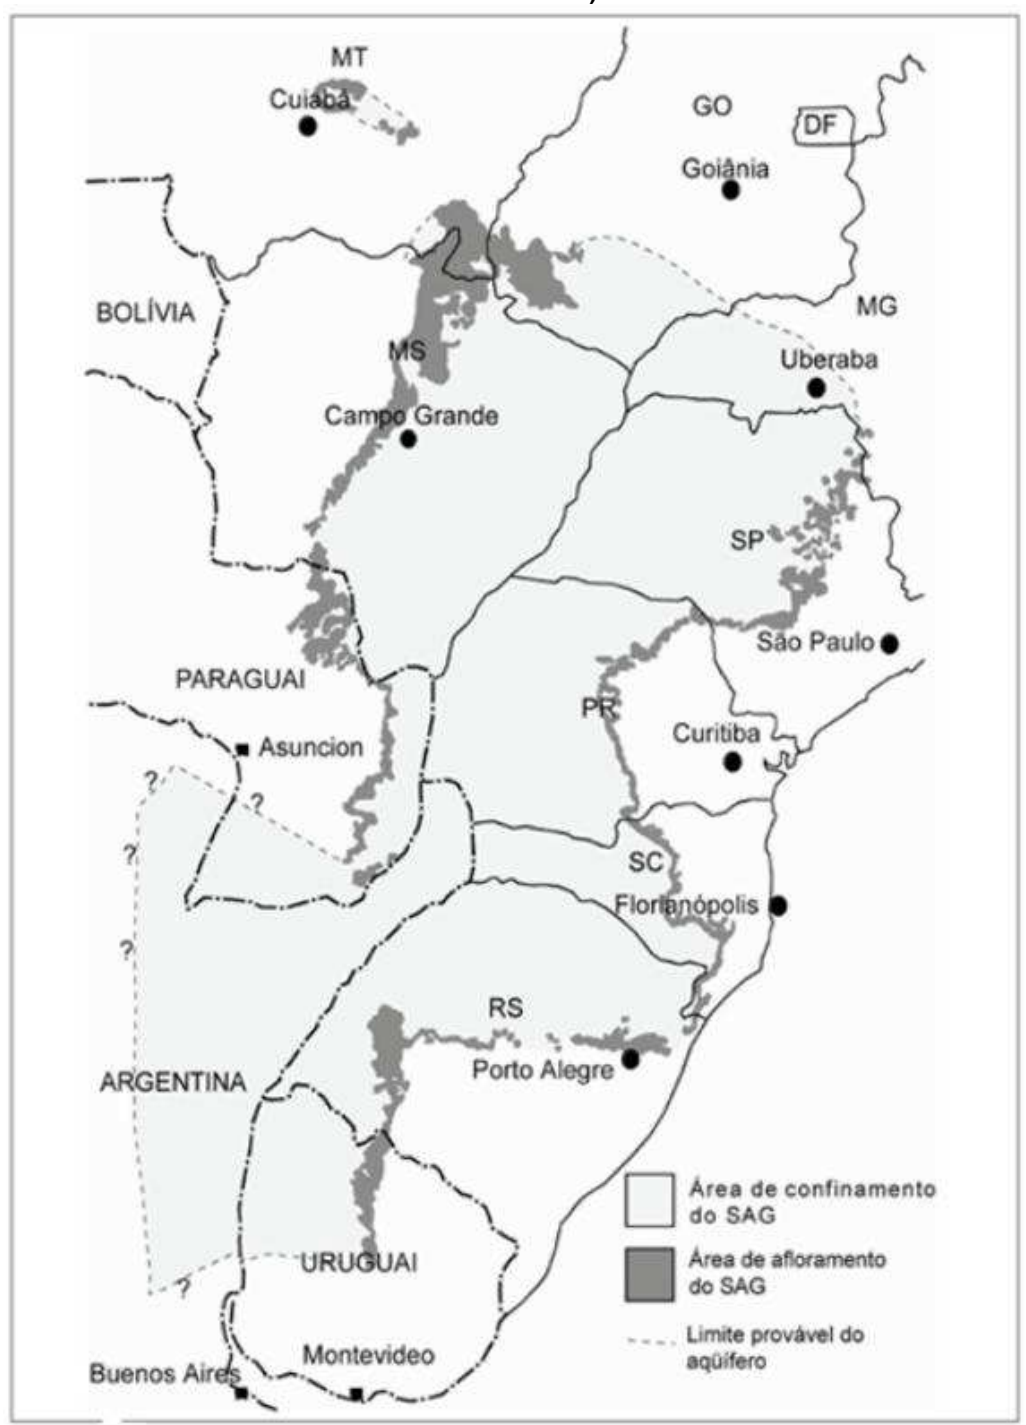 MT
Cuiabá
GO
DF
Goiânia
BOLÍVIA
MG
MS
Uberaba
Campo Grande
SP
São Paulo
PARAGUAI
PR
Curitiba
Asuncion
?
?
?
SC
Florianópolis
?
RS
Porto Alegre
ARGENTINA
Área de confinamento
do SAG
URUGUAI
Área de afloramento
do SAG
?
Limite provável do
aqüífero
Montevideo
Buenos Aires